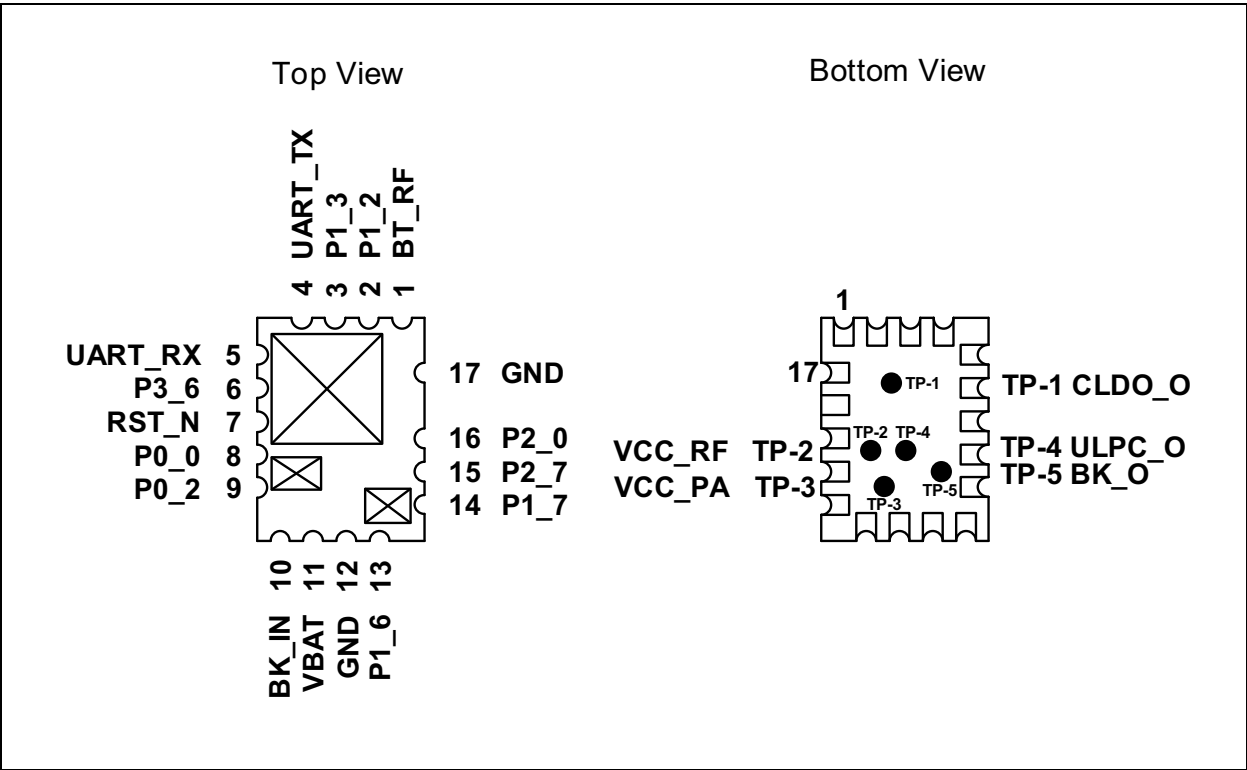 Top View
Bottom View
UART_TX
P1_3
P1_2
BT_RF
4
3
2
1
UART_RX 5
P3_6 6
RST_N 7
P0_0 8
P0_2 9
17 GND
16 P2_0
15 P2_7
14 P1_7
10
11
12
13
BK_IN
VBAT
GND
P1_6
1
17
TP-1
TP-1 CLDO_O
TP-2 TP-4
VCC_RF TP-2
TP-4 ULPC_O
VCC_PA TP-3
TP-5 BK_O
TP-5
TP-3